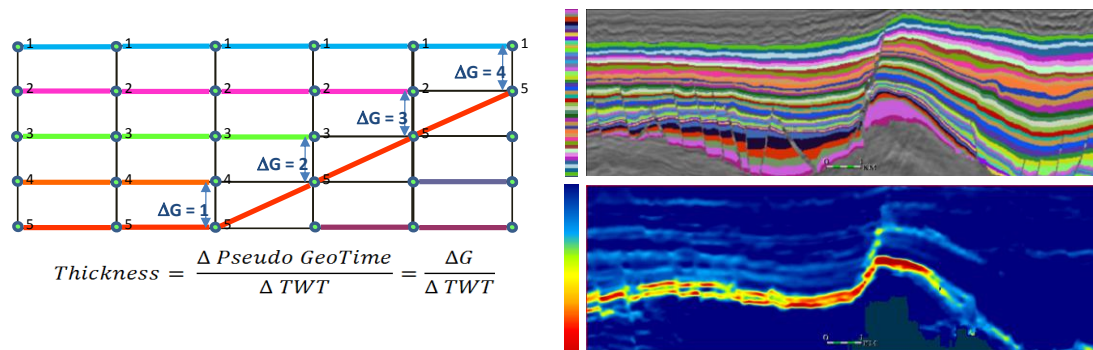 1 1 1 1 1 1
ΔG = 4
2 2 2 2 2 5
ΔG = 3
3 3 3 3 5
ΔG = 2
4 4 4 5
ΔG = 1
5 5 5
Thickness = Δ Pseudo GeoTime / Δ TWT = ΔG / Δ TWT
0
0